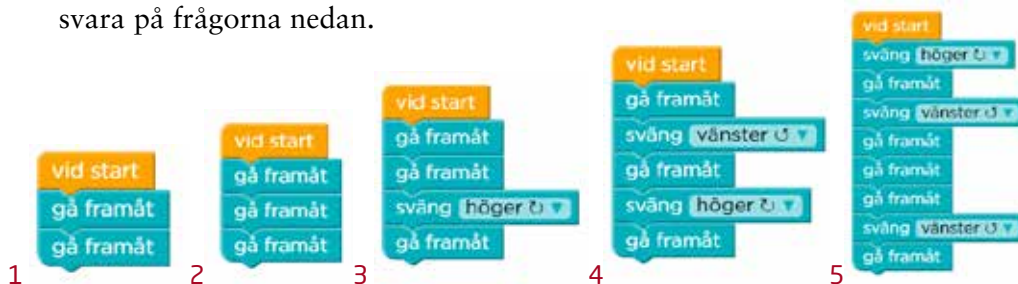 svara på frågorna nedan.
1
vid start
gå framåt
gå framåt
2
vid start
gå framåt
gå framåt
gå framåt
3
vid start
gå framåt
gå framåt
sväng höger ↻ ▼
gå framåt
4
vid start
gå framåt
sväng vänster ↺ ▼
gå framåt
sväng höger ↻ ▼
gå framåt
5
vid start
sväng höger ↻ ▼
gå framåt
sväng vänster ↺ ▼
gå framåt
gå framåt
gå framåt
sväng vänster ↺ ▼
gå framåt